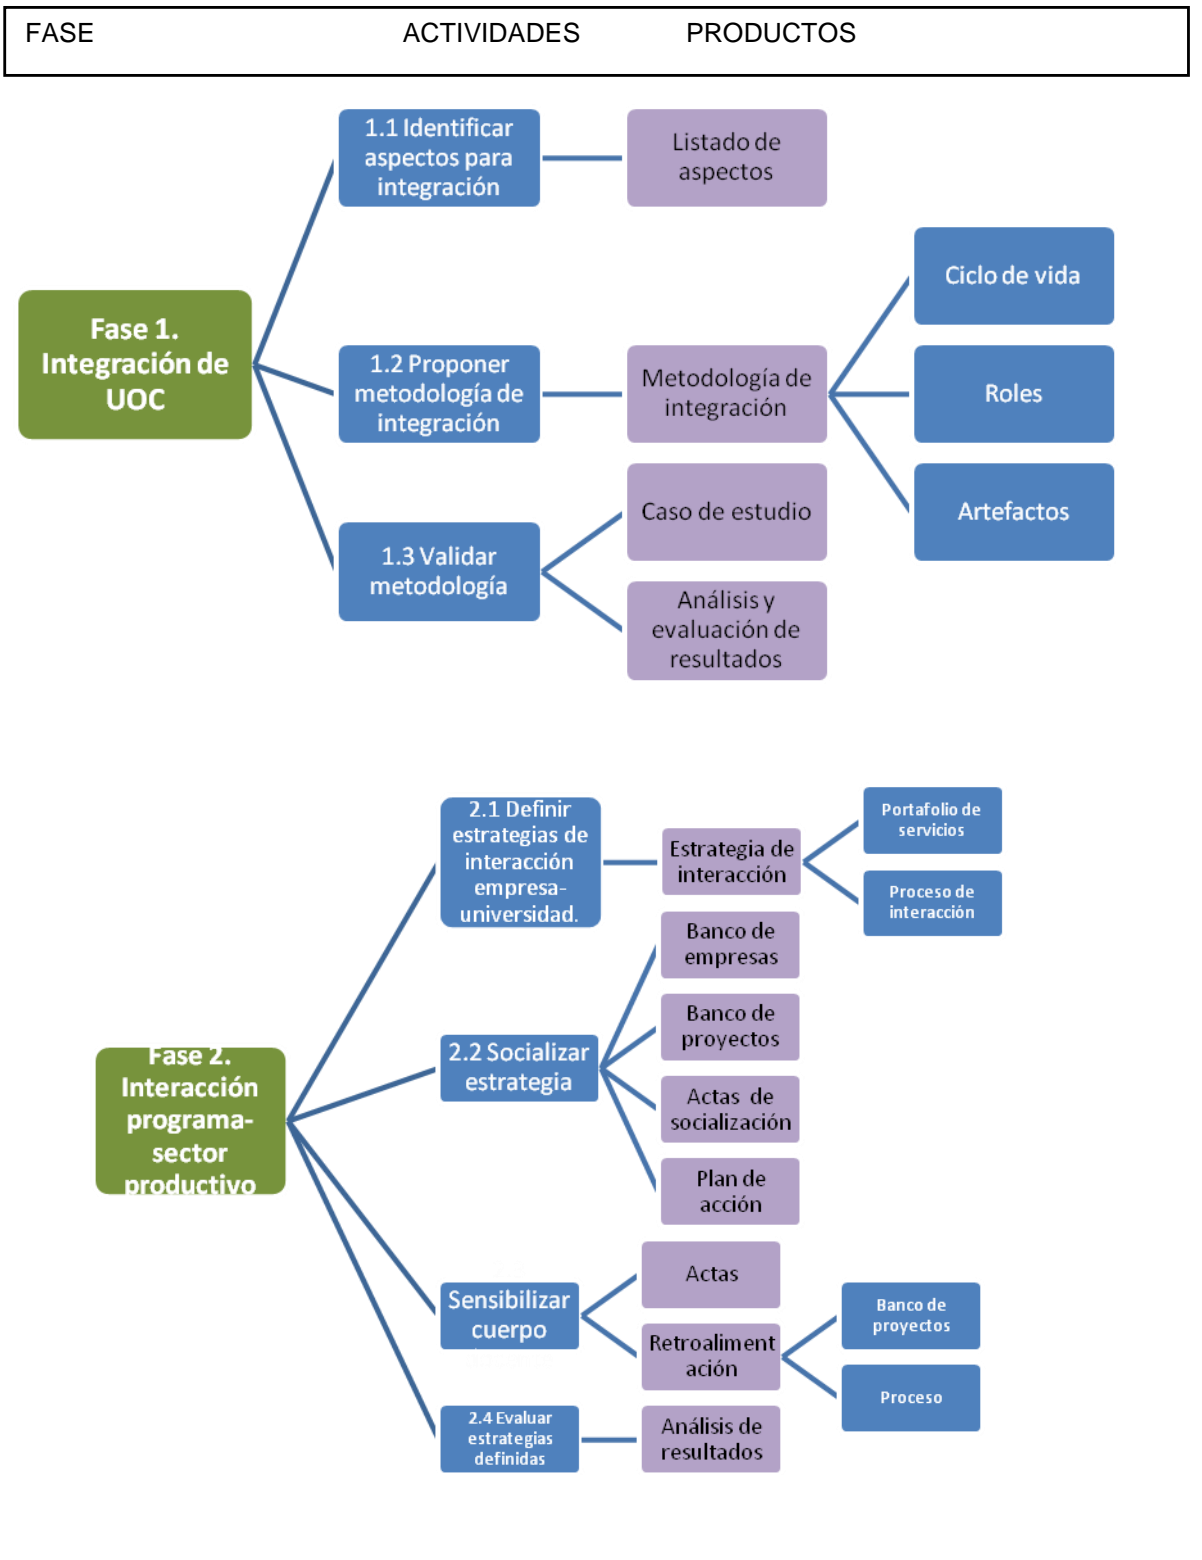 FASE ACTIVIDADES PRODUCTOS
1.1 Identificar
aspectos para
integración
Listado de
aspectos
Fase 1.
Integración de
UOC
1.2 Proponer
metodología de
integración
Metodología de
integración
Ciclo de vida
Roles
Artefactos
1.3 Validar
metodología
Caso de estudio
Análisis y
evaluación de
resultados
Fase 2.
Interacción
programa-
sector
productivo
2.1 Definir
estrategias de
interacción
empresa-
universidad.
Estrategia de
interacción
Portafolio de
servicios
Proceso de
interacción
2.2 Socializar
estrategia
Banco de
empresas
Banco de
proyectos
Actas de
socialización
Plan de
acción
Sensibilizar
cuerpo
Actas
Retroaliment
ación
Banco de
proyectos
Proceso
2.4 Evaluar
estrategias
definidas
Análisis de
resultados